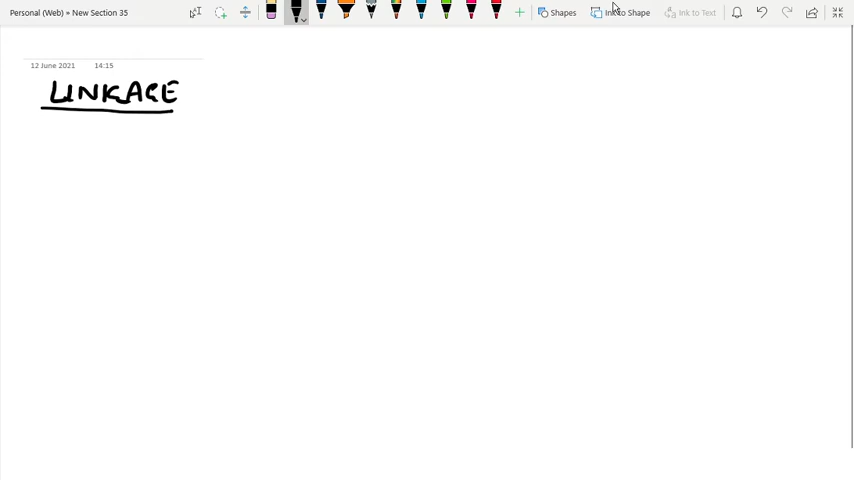 Personal (Web) » New Section 35
Shapes
Ink to Shape
Ink to Text
12 June 2021 14:15
LINKAGE